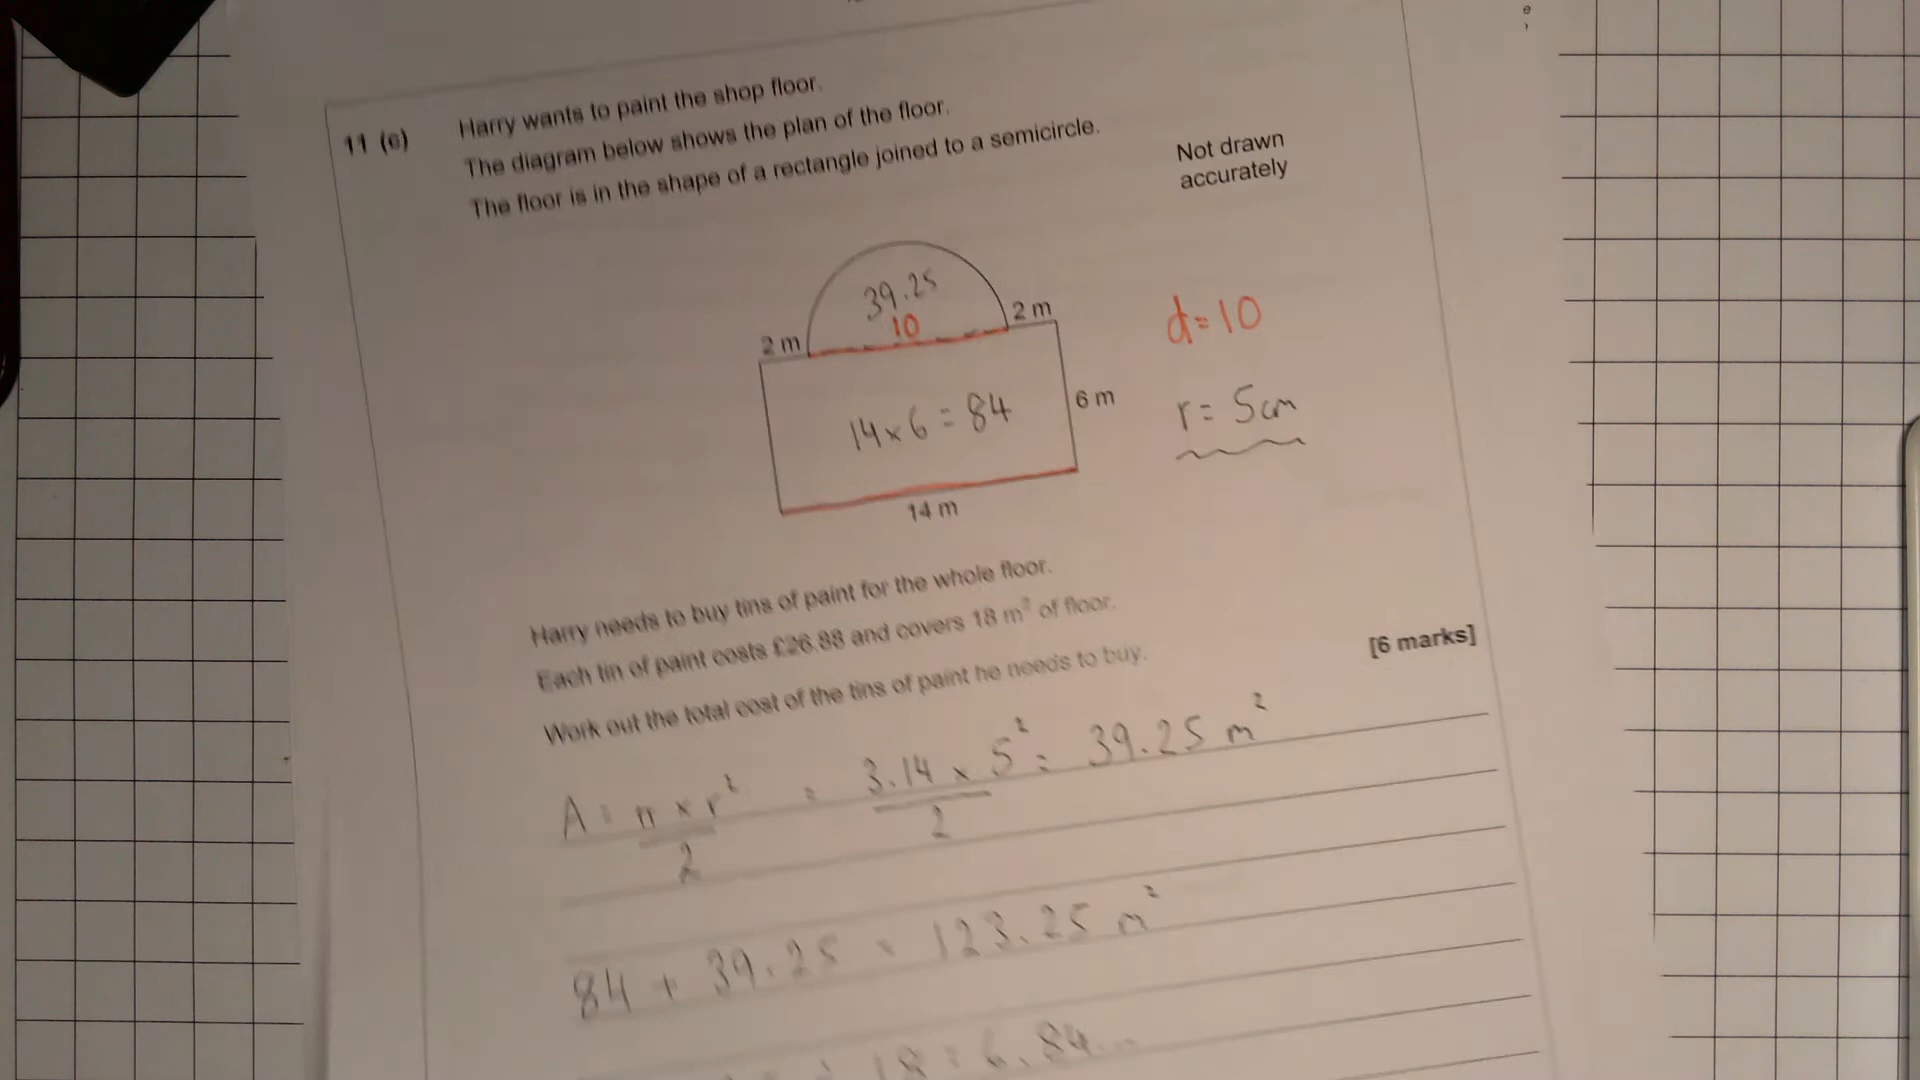 11 (c)
Harry wants to paint the shop floor.
The diagram below shows the plan of the floor.
The floor is in the shape of a rectangle joined to a semicircle.
Not drawn
accurately
39.25
10
2 m
2 m
d=10
14 × 6 = 84
6 m
r = 5cm
14 m
Harry needs to buy tins of paint for the whole floor.
Each tin of paint costs £26.88 and covers 18 m² of floor.
Work out the total cost of the tins of paint he needs to buy.
[6 marks]
A = π × r² / 2 = 3.14 × 5² / 2 = 39.25 m²
84 + 39.25 = 123.25 m²
÷ 18 = 6.84...